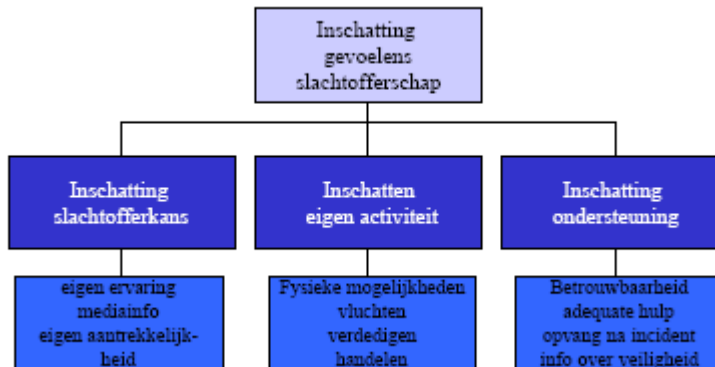 Inschatting
gevoelens
slachtofferschap
Inschatting
slachtofferkans
Inschatten
eigen activiteit
Inschatting
ondersteuning
eigen ervaring
mediainfo
eigen aantrekkelijk-
heid
Fysieke mogelijkheden
vluchten
verdedigen
handelen
Betrouwbaarheid
adequate hulp
opvang na incident
info over veiligheid